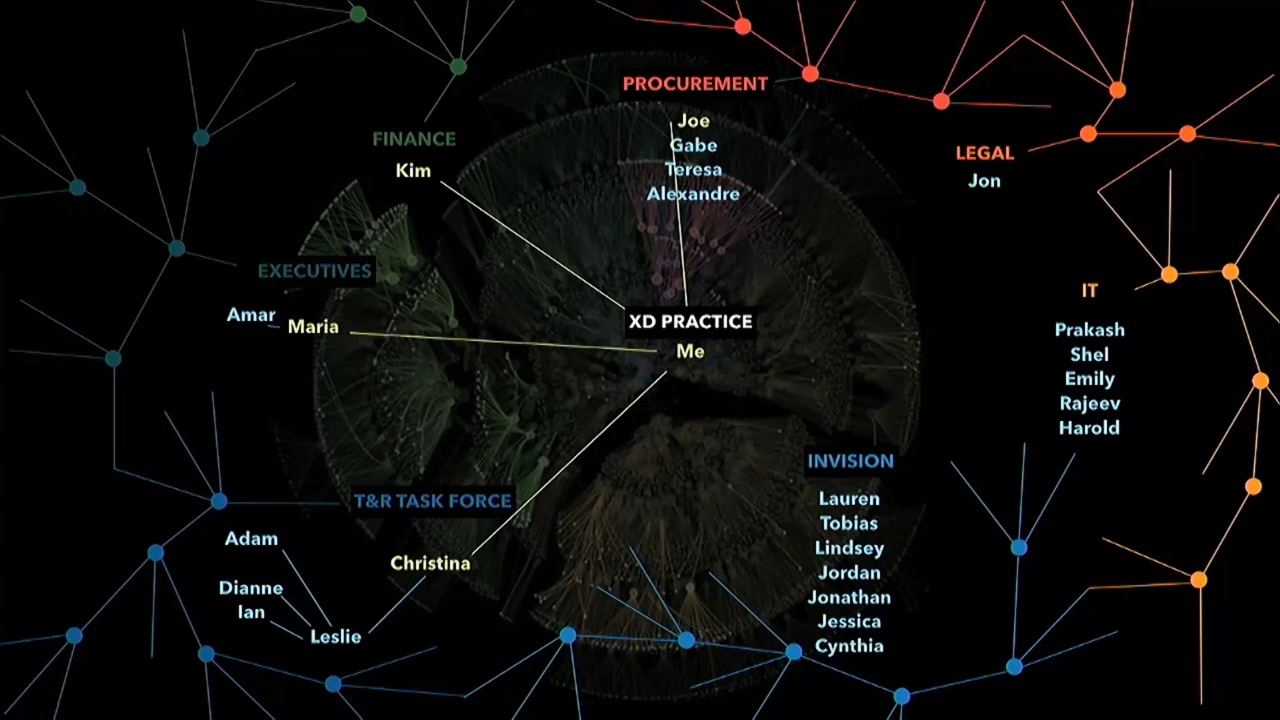 PROCUREMENT
Joe
Gabe
Teresa
Alexandre
FINANCE
Kim
LEGAL
Jon
EXECUTIVES
Amar
Maria
XD PRACTICE
Me
IT
Prakash
Shel
Emily
Rajeev
Harold
T&R TASK FORCE
Adam
Dianne
Ian
Leslie
Christina
INVISION
Lauren
Tobias
Lindsey
Jordan
Jonathan
Jessica
Cynthia